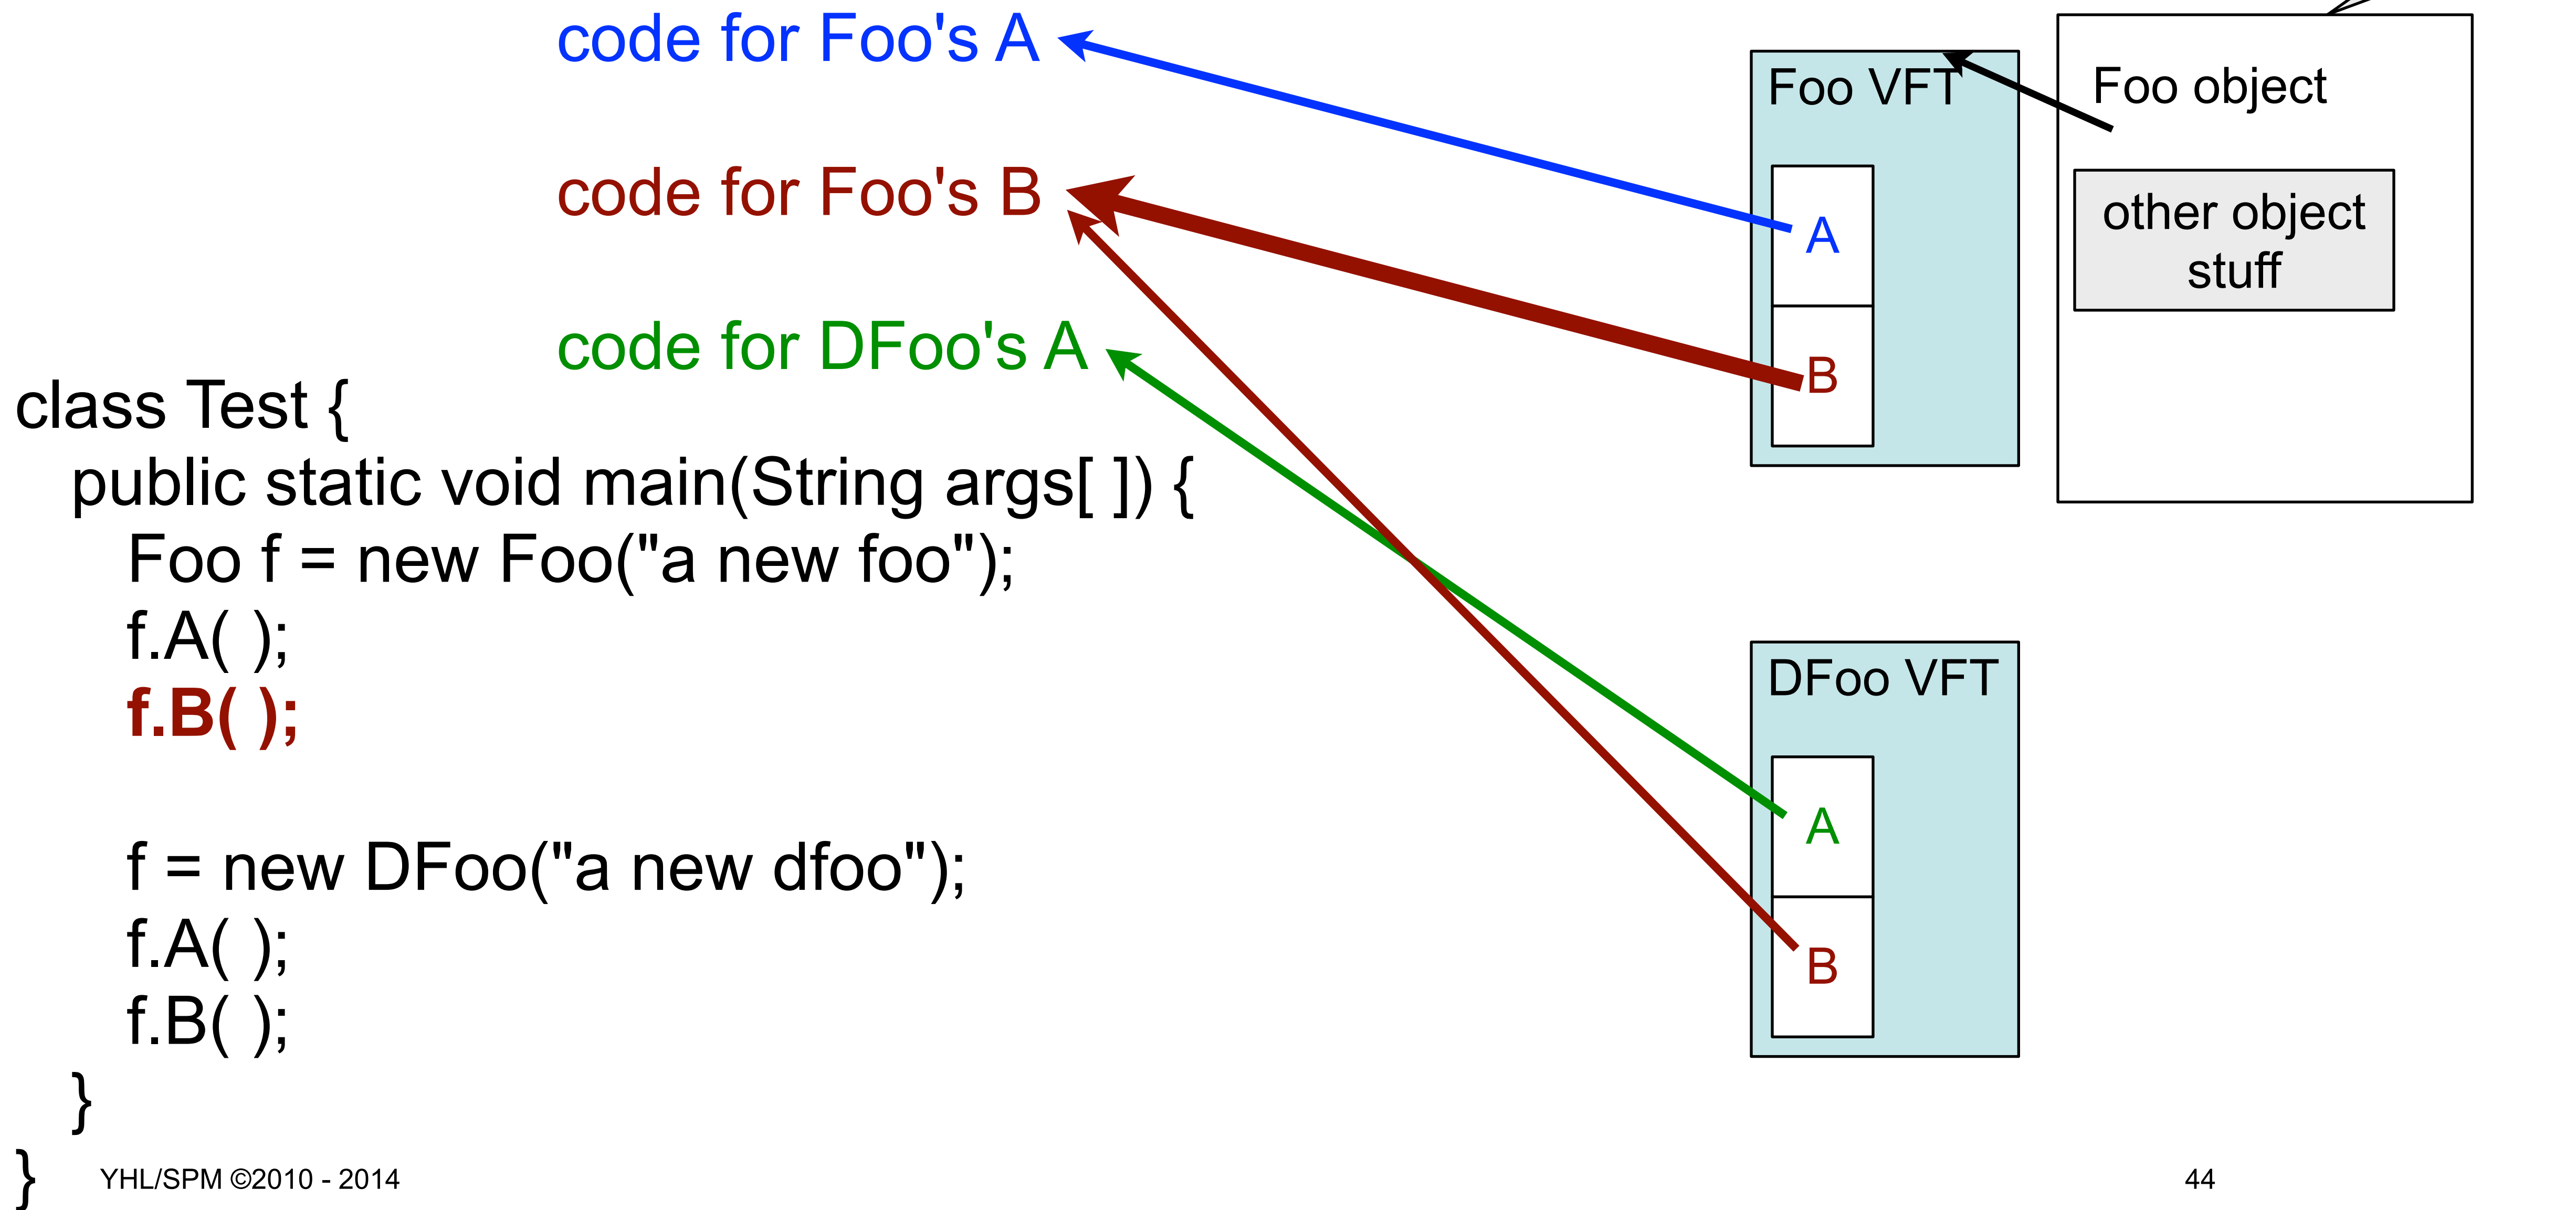 code for Foo's A
code for Foo's B
code for DFoo's A
class Test {
public static void main(String args[ ]) {
Foo f = new Foo("a new foo");
f.A( );
f.B( );
f = new DFoo("a new dfoo");
f.A( );
f.B( );
}
}
Foo VFT
A
B
Foo object
other object
stuff
DFoo VFT
A
B
YHL/SPM ©2010 - 2014
44